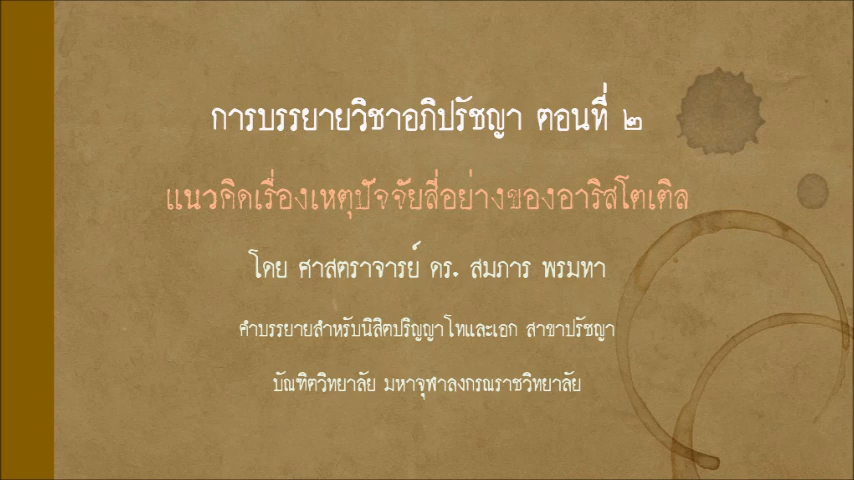 การบรรยายวิชาอภิปรัชญา ตอนที่ ๒
แนวคิดเรื่องเหตุปัจจัยสี่อย่างของอาริสโตเติล
โดย ศาสตราจารย์ ดร. สมภาร พรมทา
คำบรรยายสำหรับนิสิตปริญญาโทและเอก สาขาปรัชญา
บัณฑิตวิทยาลัย มหาจุฬาลงกรณราชวิทยาลัย